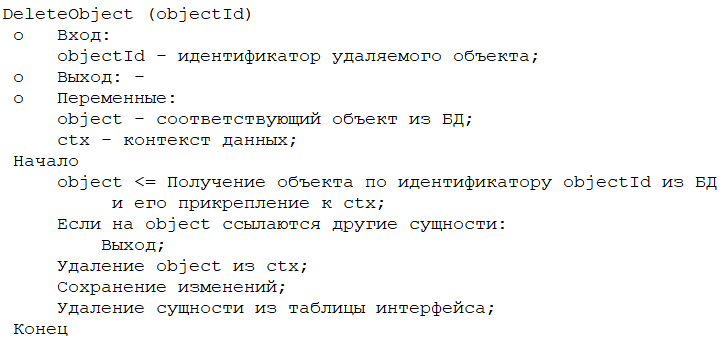 DeleteObject (objectId)
o Вход:
objectId – идентификатор удаляемого объекта;
o Выход: –
o Переменные:
object – соответствующий объект из БД;
ctx – контекст данных;
Начало
object <= Получение объекта по идентификатору objectId из БД
и его прикрепление к ctx;
Если на object ссылаются другие сущности:
Выход;
Удаление object из ctx;
Сохранение изменений;
Удаление сущности из таблицы интерфейса;
Конец